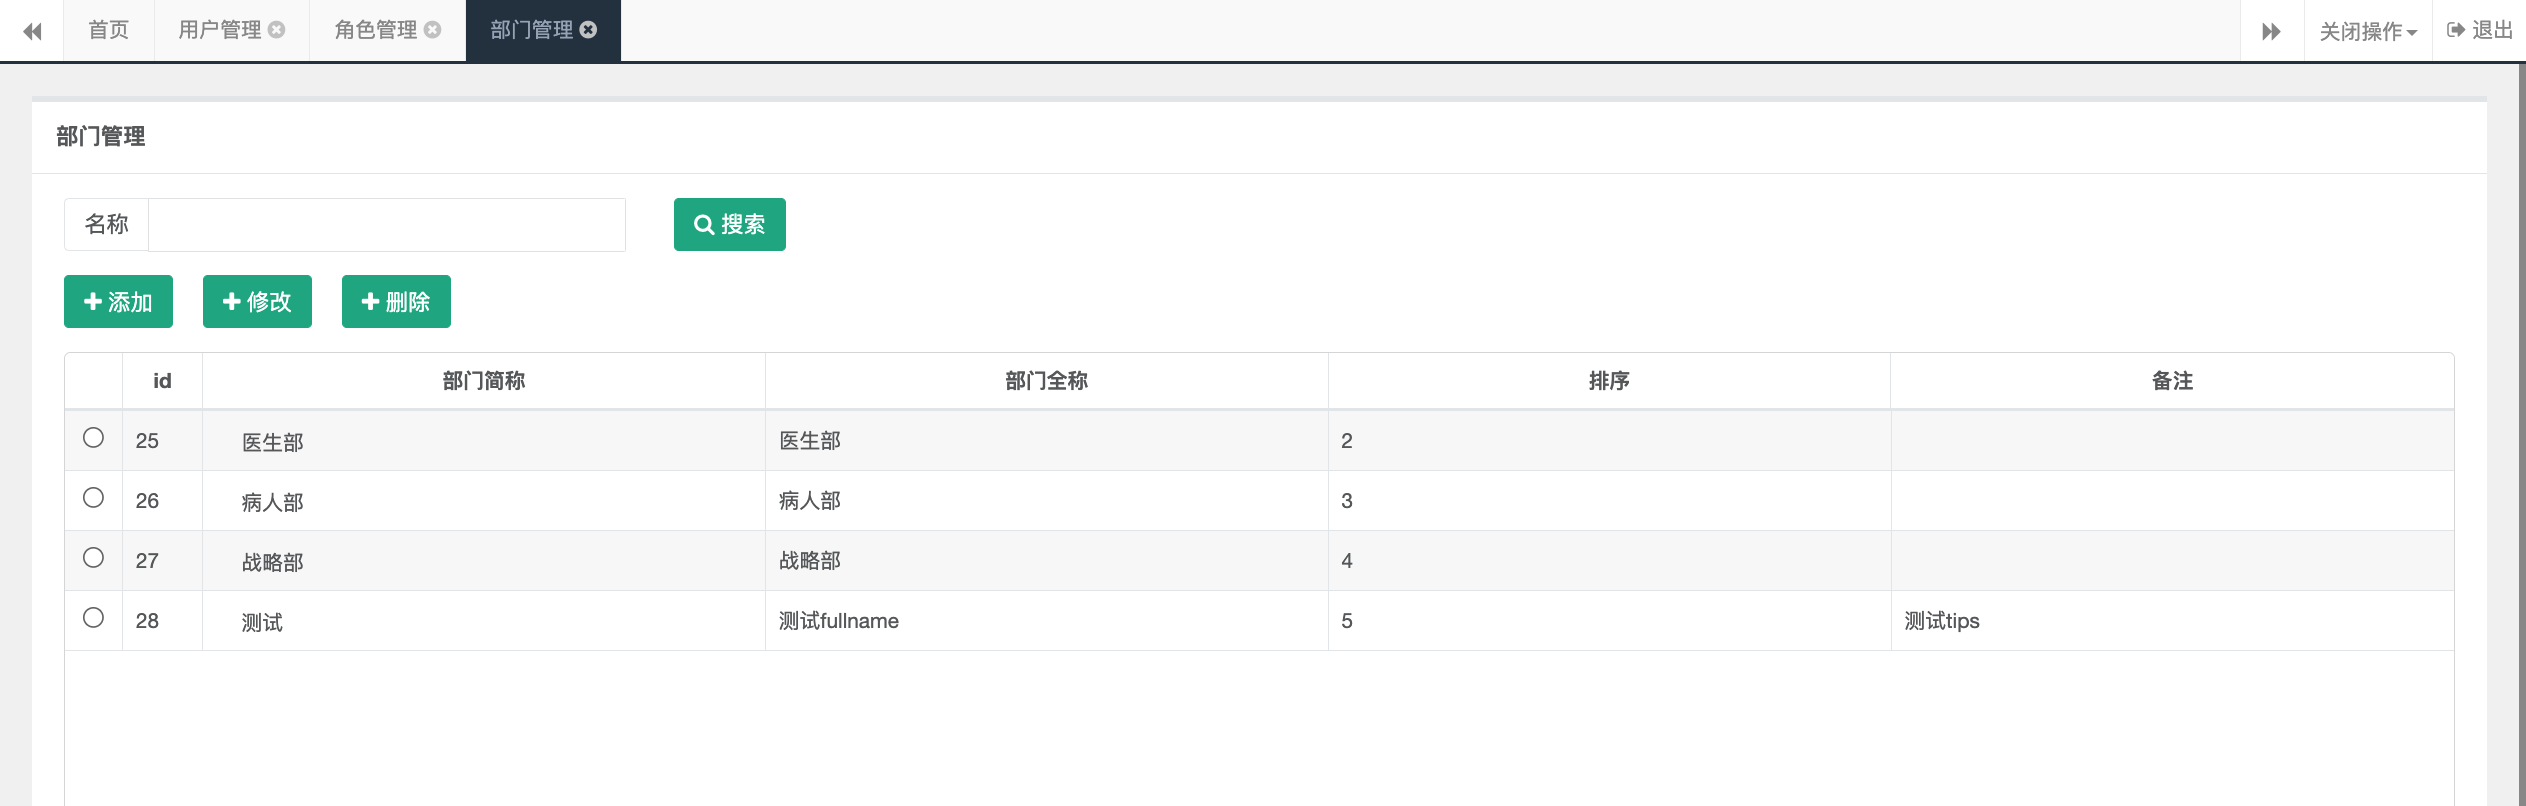 首页 用户管理 角色管理 部门管理 关闭操作 退出
部门管理
名称 搜索
添加 修改 删除
id 部门简称 部门全称 排序 备注
25 医生部 医生部 2
26 病人部 病人部 3
27 战略部 战略部 4
28 测试 测试fullname 5 测试tips